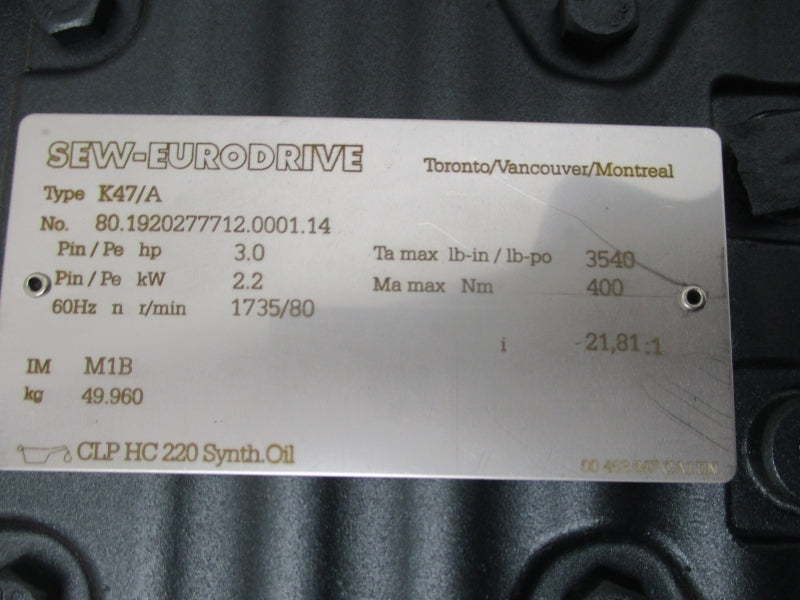 SEW-EURODRIVE
Toronto/Vancouver/Montreal
Type K47/A
No. 80.1920277712.0001.14
Pin / Pe hp 3.0 Ta max lb-in / lb-po 3540
Pin / Pe kW 2.2 Ma max Nm 400
60Hz n r/min 1735/80
i 21,81 :1
IM M1B
kg 49.960
CLP HC 220 Synth.Oil